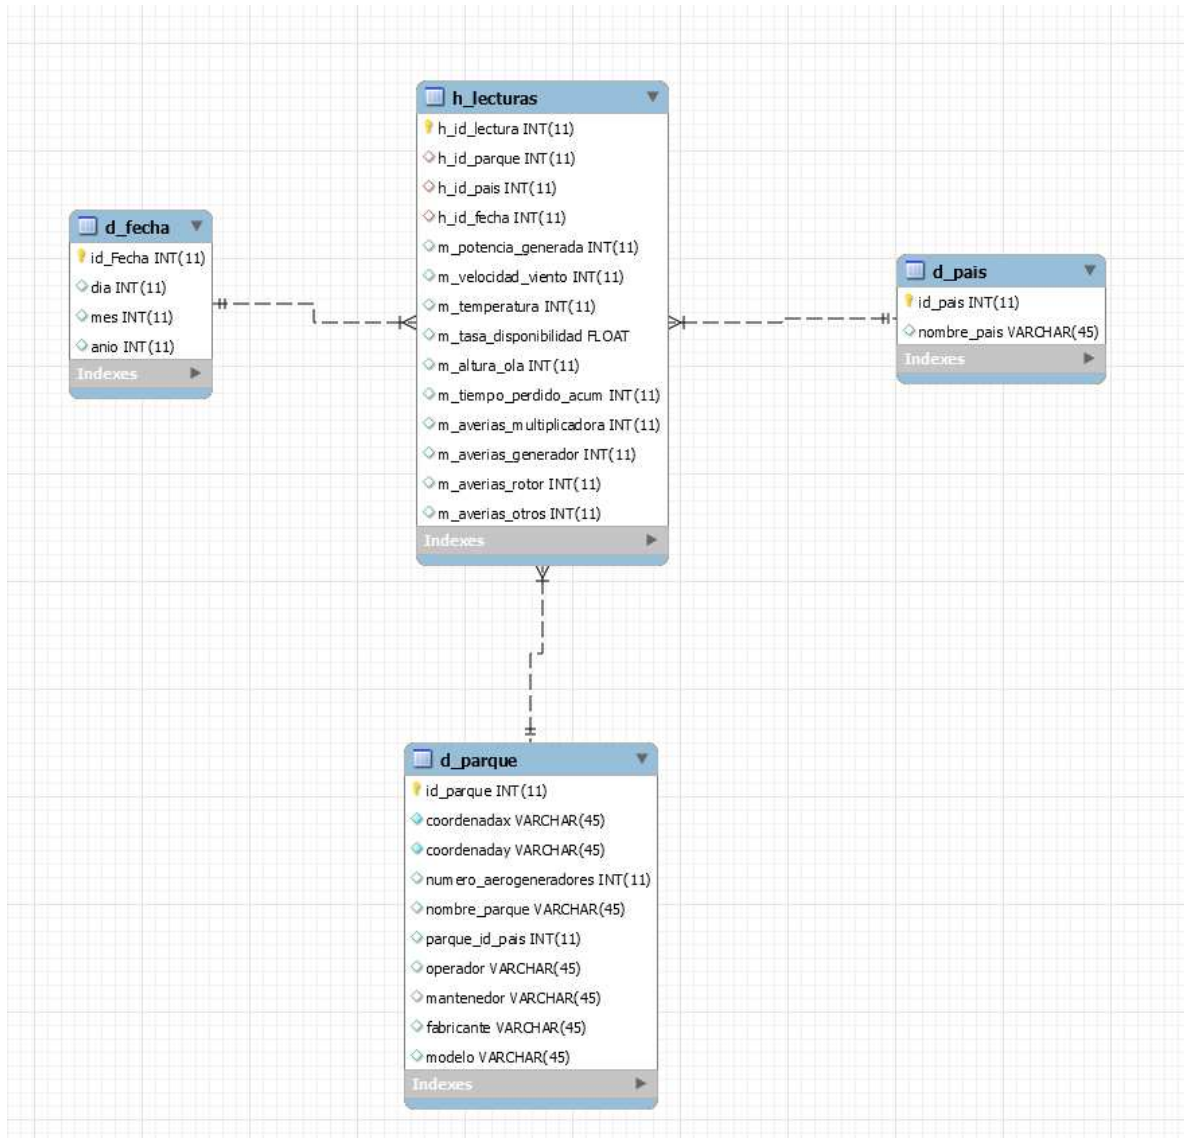 h_lecturas
h_id_lectura INT(11)
h_id_parque INT(11)
h_id_pais INT(11)
h_id_fecha INT(11)
m_potencia_generada INT(11)
m_velocidad_viento INT(11)
m_temperatura INT(11)
m_tasa_disponibilidad FLOAT
m_altura_ola INT(11)
m_tiempo_perdido_acum INT(11)
m_averias_multiplicadora INT(11)
m_averias_generador INT(11)
m_averias_rotor INT(11)
m_averias_otros INT(11)
Indexes
d_fecha
id_Fecha INT(11)
dia INT(11)
mes INT(11)
anio INT(11)
Indexes
d_pais
id_pais INT(11)
nombre_pais VARCHAR(45)
Indexes
d_parque
id_parque INT(11)
coordenadax VARCHAR(45)
coordenaday VARCHAR(45)
numero_aerogeneradores INT(11)
nombre_parque VARCHAR(45)
parque_id_pais INT(11)
operador VARCHAR(45)
mantenedor VARCHAR(45)
fabricante VARCHAR(45)
modelo VARCHAR(45)
Indexes